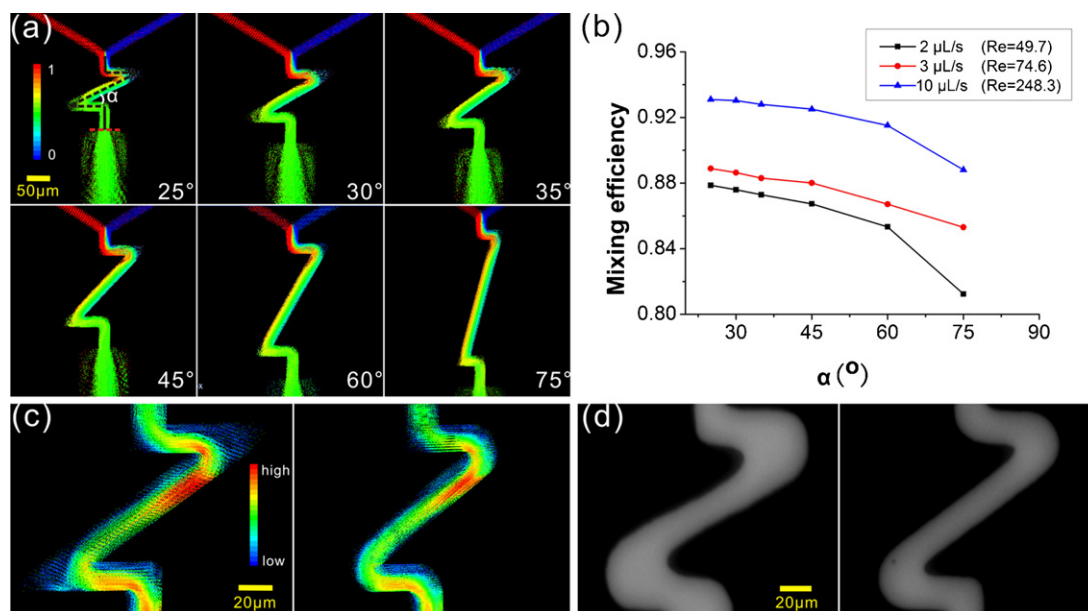 (a)
α
1
0
50μm
25°
30°
35°
45°
x
60°
75°
(b)
2 μL/s (Re=49.7)
3 μL/s (Re=74.6)
10 μL/s (Re=248.3)
Mixing efficiency
0.96
0.92
0.88
0.84
0.80
30 45 60 75 90
α (°)
(c)
high
low
20μm
(d)
20μm